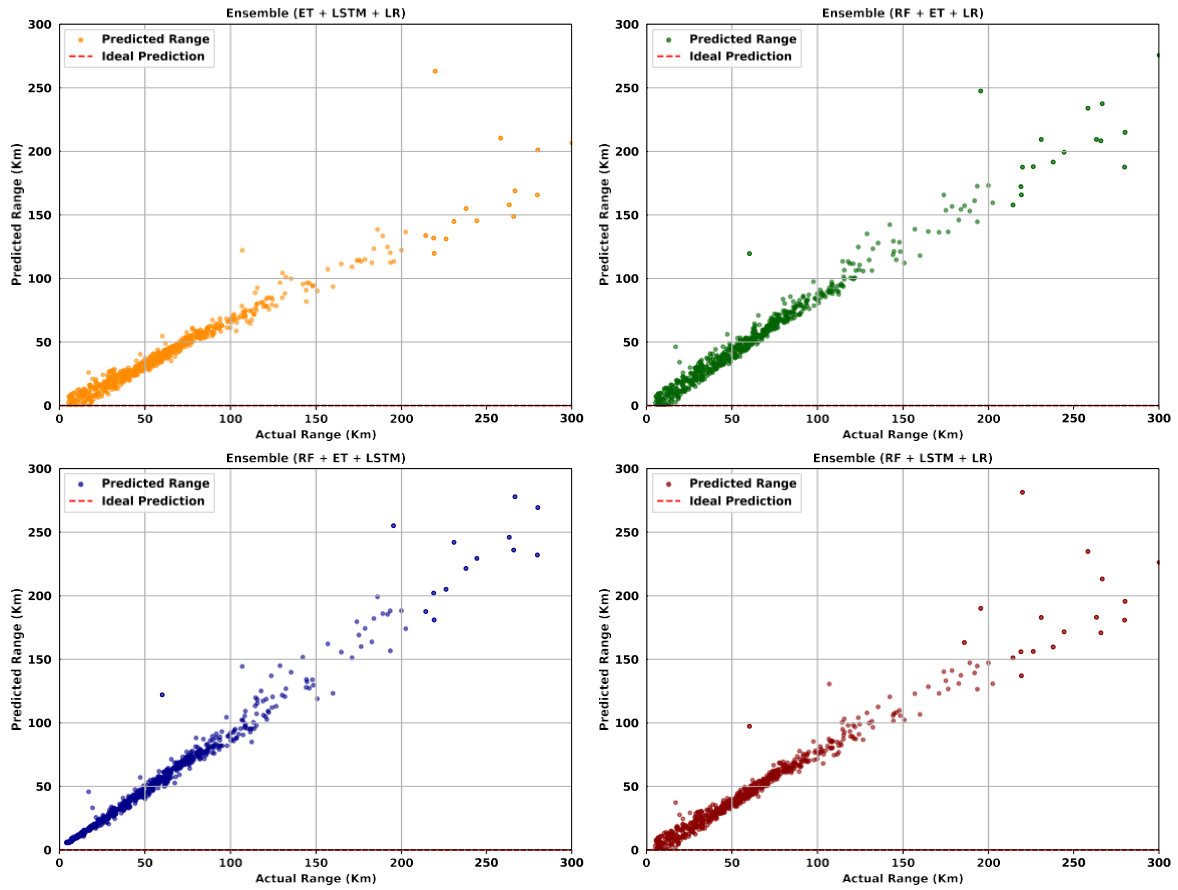 Ensemble (ET + LSTM + LR)
Predicted Range
Ideal Prediction
300
250
200
150
100
50
0
Predicted Range (Km)
0 50 100 150 200 250 300
Actual Range (Km)
Ensemble (RF + ET + LR)
Predicted Range
Ideal Prediction
300
250
200
150
100
50
0
Predicted Range (Km)
0 50 100 150 200 250 300
Actual Range (Km)
Ensemble (RF + ET + LSTM)
Predicted Range
Ideal Prediction
300
250
200
150
100
50
0
Predicted Range (Km)
0 50 100 150 200 250 300
Actual Range (Km)
Ensemble (RF + LSTM + LR)
Predicted Range
Ideal Prediction
300
250
200
150
100
50
0
Predicted Range (Km)
0 50 100 150 200 250 300
Actual Range (Km)